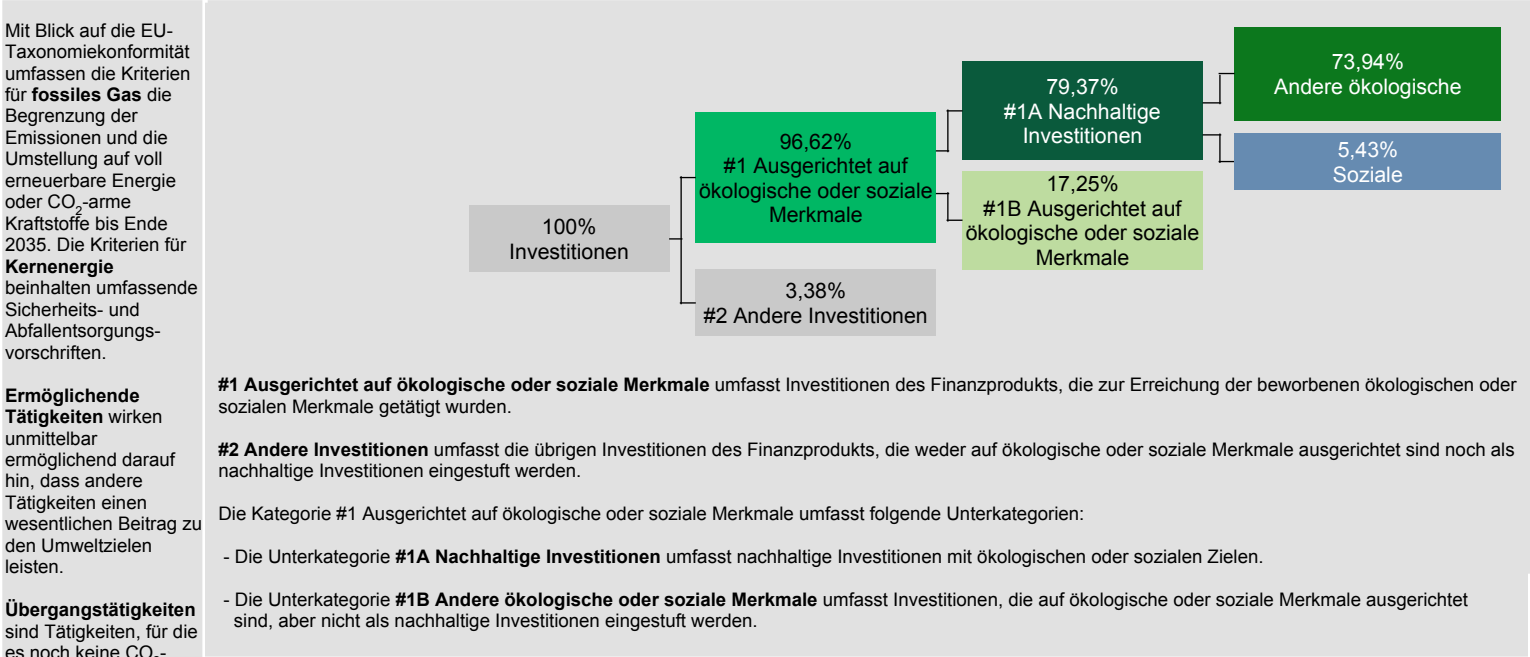 Mit Blick auf die EU-
Taxonomiekonformität
umfassen die Kriterien
für fossiles Gas die
Begrenzung der
Emissionen und die
Umstellung auf voll
erneuerbare Energie
oder CO2-arme
Kraftstoffe bis Ende
2035. Die Kriterien für
Kernenergie
beinhalten umfassende
Sicherheits- und
Abfallentsorgungs-
vorschriften.
Ermöglichende
Tätigkeiten wirken
unmittelbar
ermöglichend darauf
hin, dass andere
Tätigkeiten einen
wesentlichen Beitrag zu
den Umweltzielen
leisten.
Übergangstätigkeiten
sind Tätigkeiten, für die
es noch keine CO2-
100%
Investitionen
96,62%
#1 Ausgerichtet auf
ökologische oder soziale
Merkmale
3,38%
#2 Andere Investitionen
79,37%
#1A Nachhaltige
Investitionen
17,25%
#1B Ausgerichtet auf
ökologische oder soziale
Merkmale
73,94%
Andere ökologische
5,43%
Soziale
#1 Ausgerichtet auf ökologische oder soziale Merkmale umfasst Investitionen des Finanzprodukts, die zur Erreichung der beworbenen ökologischen oder
sozialen Merkmale getätigt wurden.
#2 Andere Investitionen umfasst die übrigen Investitionen des Finanzprodukts, die weder auf ökologische oder soziale Merkmale ausgerichtet sind noch als
nachhaltige Investitionen eingestuft werden.
Die Kategorie #1 Ausgerichtet auf ökologische oder soziale Merkmale umfasst folgende Unterkategorien:
- Die Unterkategorie #1A Nachhaltige Investitionen umfasst nachhaltige Investitionen mit ökologischen oder sozialen Zielen.
- Die Unterkategorie #1B Andere ökologische oder soziale Merkmale umfasst Investitionen, die auf ökologische oder soziale Merkmale ausgerichtet
sind, aber nicht als nachhaltige Investitionen eingestuft werden.